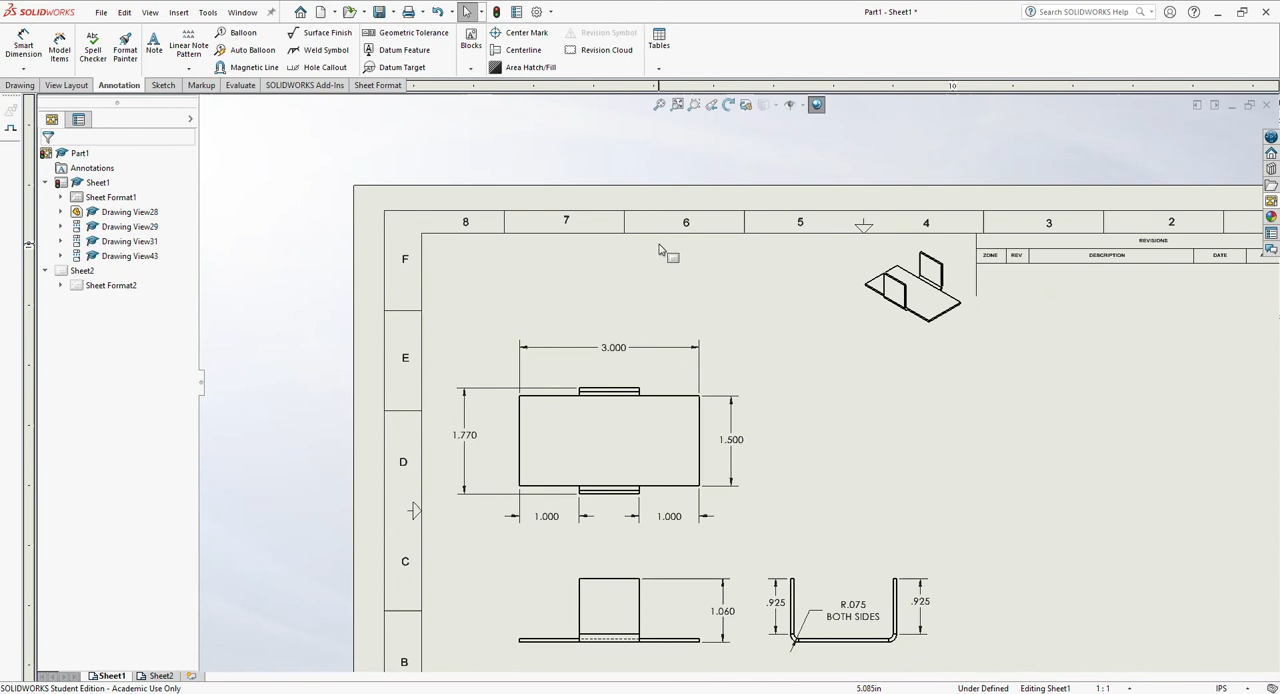 SOLIDWORKS File Edit View Insert Tools Window Part1 - Sheet1 * Search SOLIDWORKS Help
Smart Dimension
Model Items
Spell Checker
Format Painter
Note
Linear Note Pattern
Balloon
Auto Balloon
Magnetic Line
Surface Finish
Weld Symbol
Hole Callout
Geometric Tolerance
Datum Feature
Datum Target
Blocks
Center Mark
Centerline
Area Hatch/Fill
Revision Symbol
Revision Cloud
Tables
Drawing View Layout Annotation Sketch Markup Evaluate SOLIDWORKS Add-Ins Sheet Format
10
Part1
Annotations
Sheet1
Sheet Format1
Drawing View28
Drawing View29
Drawing View31
Drawing View43
Sheet2
Sheet Format2
8 7 6 5 4 3 2
REVISIONS
ZONE REV DESCRIPTION DATE A
F
E
D
C
B
3.000
1.770
1.500
1.000 1.000
1.060
.925
R.075
BOTH SIDES
.925
Sheet1 Sheet2
SOLIDWORKS Student Edition - Academic Use Only 5.085in Under Defined Editing Sheet1 1 : 1 IPS